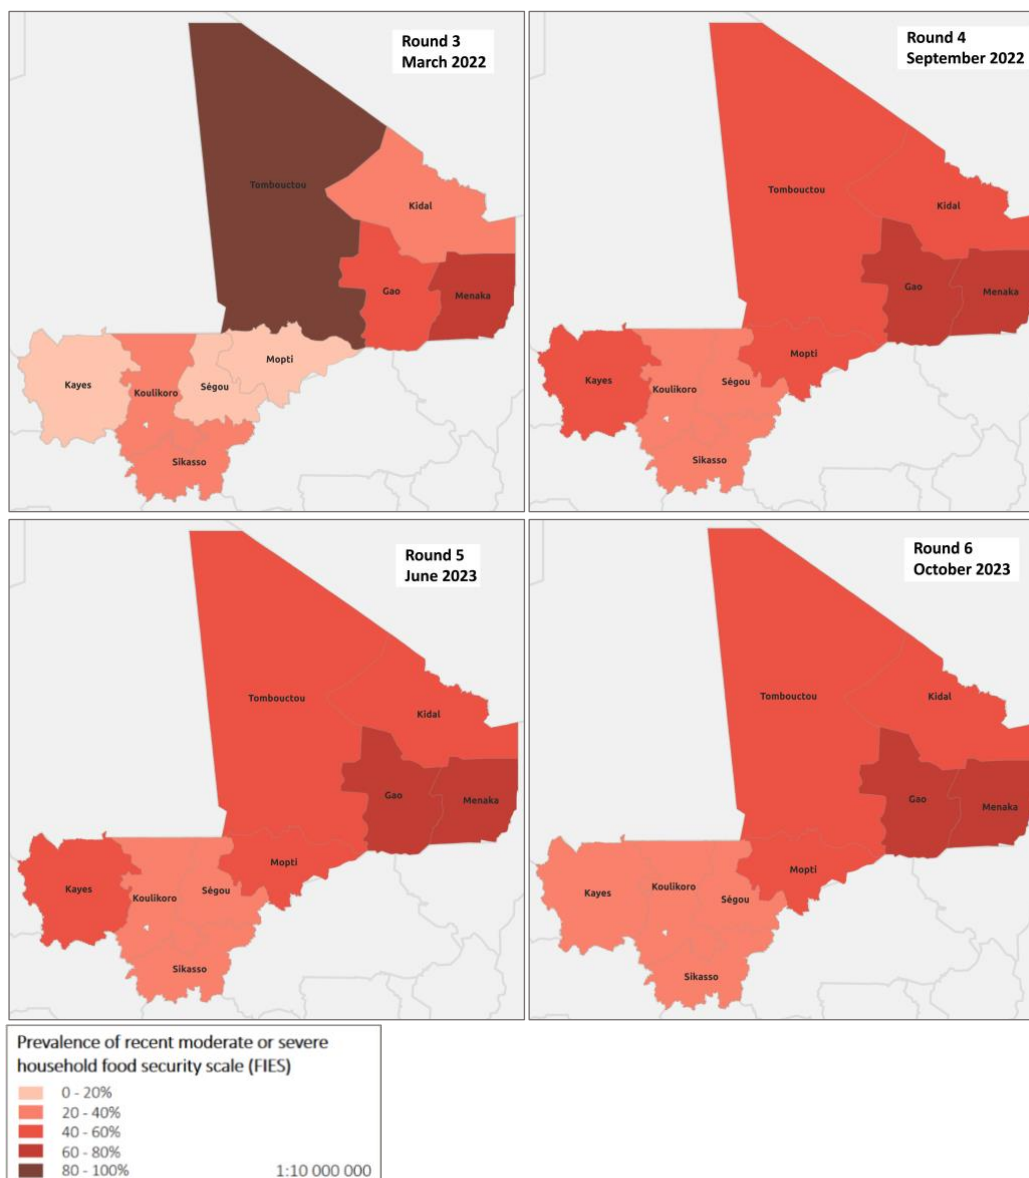 Round 3
March 2022
Tombouctou
Kidal
Gao
Menaka
Mopti
Kayes
Ségou
Koulikoro
Sikasso
Round 4
September 2022
Tombouctou
Kidal
Gao
Menaka
Mopti
Kayes
Ségou
Koulikoro
Sikasso
Round 5
June 2023
Tombouctou
Kidal
Gao
Menaka
Mopti
Kayes
Ségou
Koulikoro
Sikasso
Round 6
October 2023
Tombouctou
Kidal
Gao
Menaka
Mopti
Kayes
Koulikoro
Ségou
Sikasso
Prevalence of recent moderate or severe
household food security scale (FIES)
0 - 20%
20 - 40%
40 - 60%
60 - 80%
80 - 100% 1:10 000 000